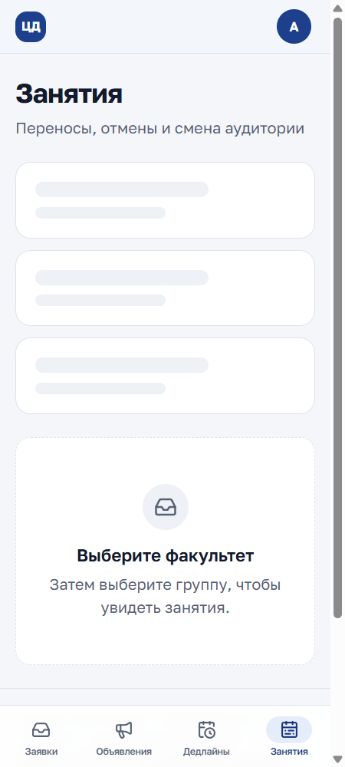 ЦД
А
Занятия
Переносы, отмены и смена аудитории
Выберите факультет
Затем выберите группу, чтобы
увидеть занятия.
Заявки
Объявления
Дедлайны
Занятия